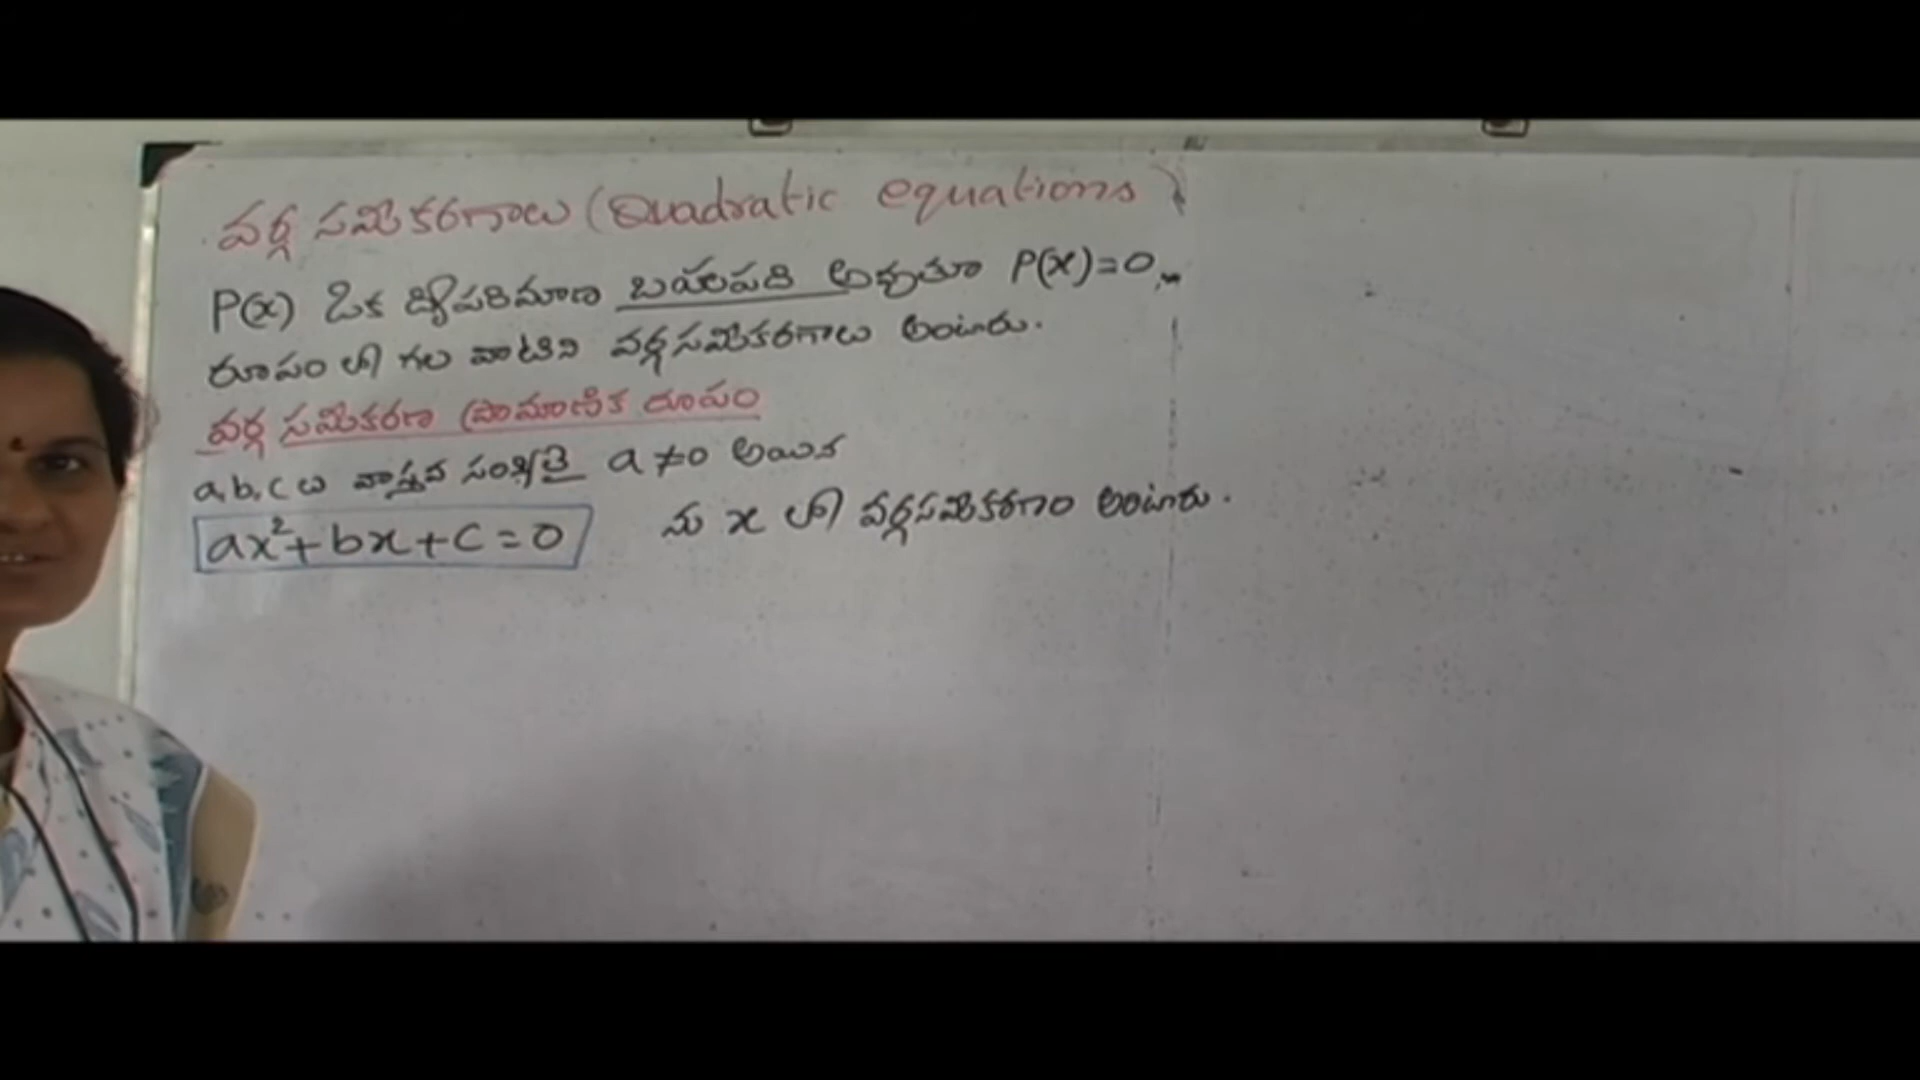 వర్గ సమీకరణాలు (Quadratic equations)
P(x) ఒక ద్విపరిమాణ బహుపది అవుతూ P(x)=0
రూపం లో గల వాటిని వర్గసమీకరణాలు అంటారు.
వర్గ సమీకరణ ప్రామాణిక రూపం
a,b,c లు వాస్తవ సంఖ్యలై a≠0 అయిన
ax²+bx+c=0 ను x లో వర్గసమీకరణం అంటారు.